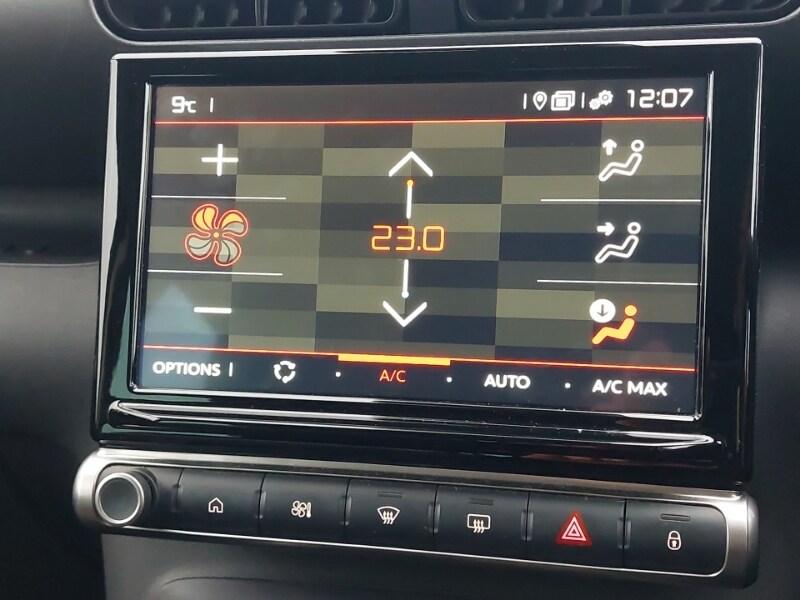 9°C 12:07
23.0
OPTIONS A/C AUTO A/C MAX